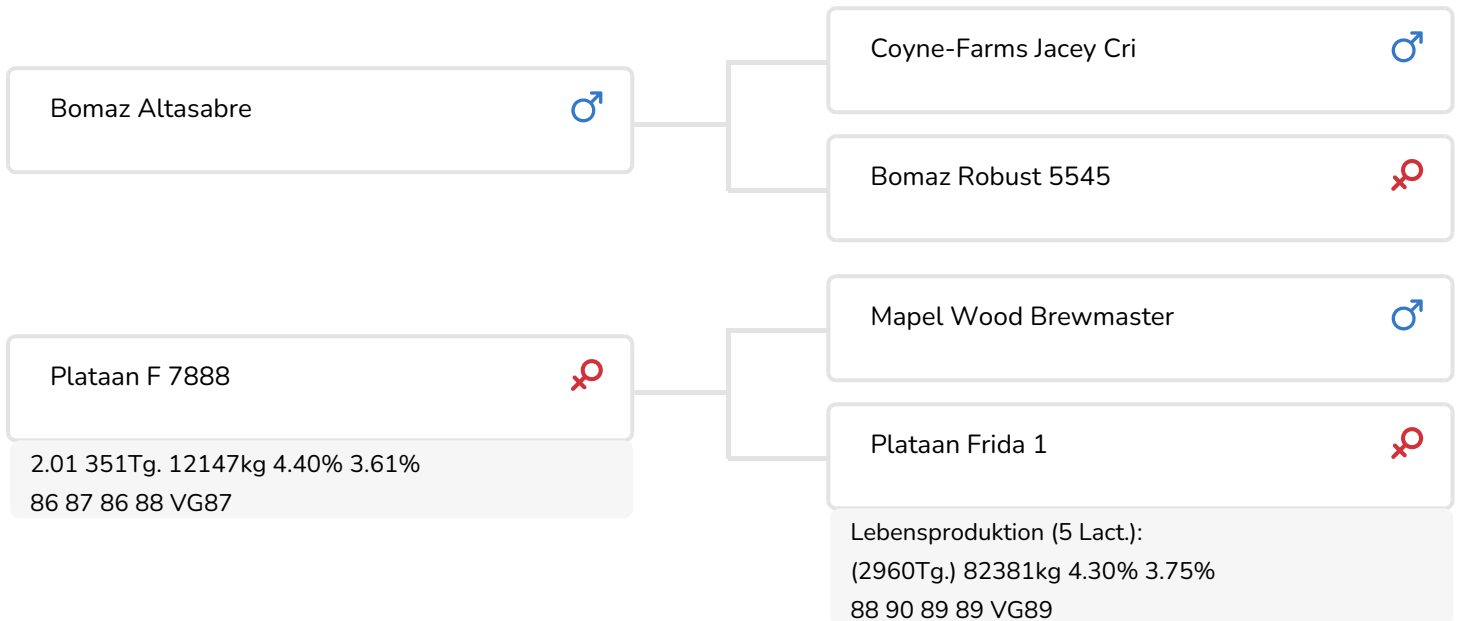 Coyne-Farms Jacey Cri
Bomaz Altasabre
Bomaz Robust 5545
Mapel Wood Brewmaster
Plataan F 7888
2.01 351Tg. 12147kg 4.40% 3.61%
86 87 86 88 VG87
Plataan Frida 1
Lebensproduktion (5 Lact.):
(2960Tg.) 82381kg 4.30% 3.75%
88 90 89 89 VG89